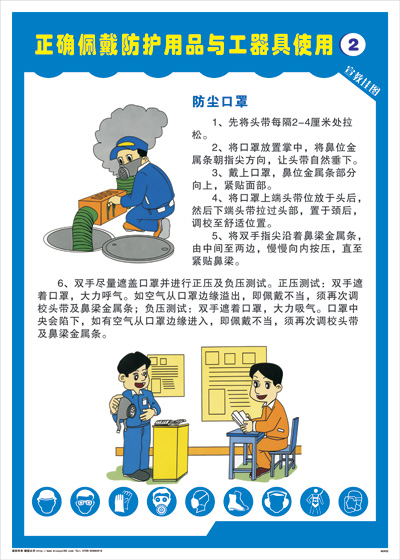 正确佩戴防护用品与工器具使用 2
宣教挂图
防尘口罩
1、先将头带每隔2-4厘米处拉
松。
2、将口罩放置掌中，将鼻位金
属条朝指尖方向，让头带自然垂下。
3、戴上口罩，鼻位金属条部分
向上，紧贴面部。
4、将口罩上端头带位放于头后，
然后下端头带拉过头部，置于颈后，
调校至舒适位置。
5、将双手指尖沿着鼻梁金属条，
由中间至两边，慢慢向内按压，直至
紧贴鼻梁。
6、双手尽量遮盖口罩并进行正压及负压测试。正压测试：双手遮
着口罩，大力呼气。如空气从口罩边缘溢出，即佩戴不当，须再次调
校头带及鼻梁金属条；负压测试：双手遮着口罩，大力吸气。口罩中
央会陷下，如有空气从口罩边缘进入，即佩戴不当，须再次调校头带
及鼻梁金属条。